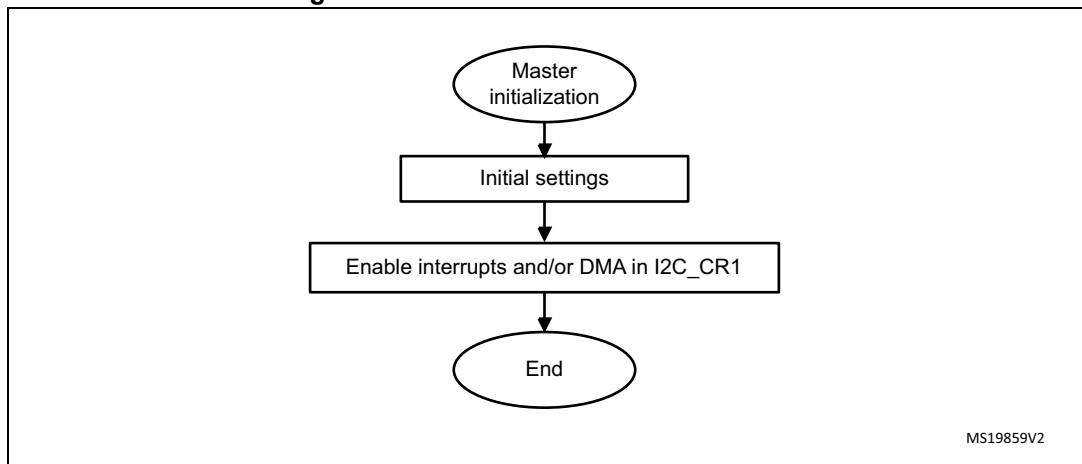 Master
initialization
Initial settings
Enable interrupts and/or DMA in I2C_CR1
End
MS19859V2